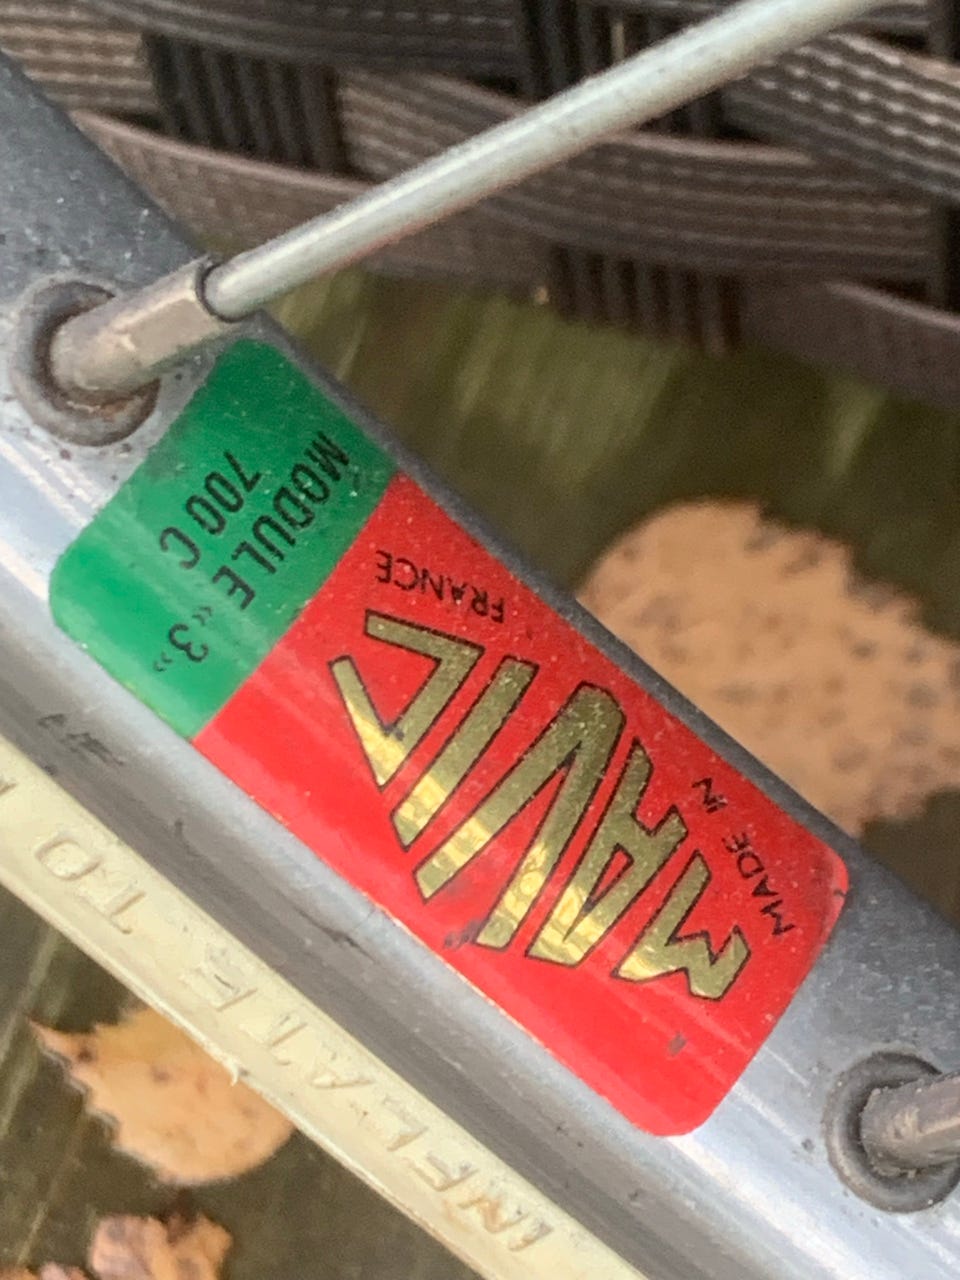 MADE IN
MAVIC
FRANCE
MODULE «3»
700 C
INFLATE TO